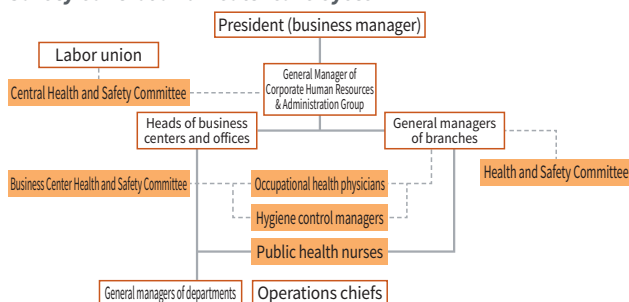 President (business manager)
Labor union
General Manager of
Corporate Human Resources
& Administration Group
Central Health and Safety Committee
Heads of business
centers and offices
General managers
of branches
Health and Safety Committee
Business Center Health and Safety Committee
Occupational health physicians
Hygiene control managers
Public health nurses
General managers of departments
Operations chiefs